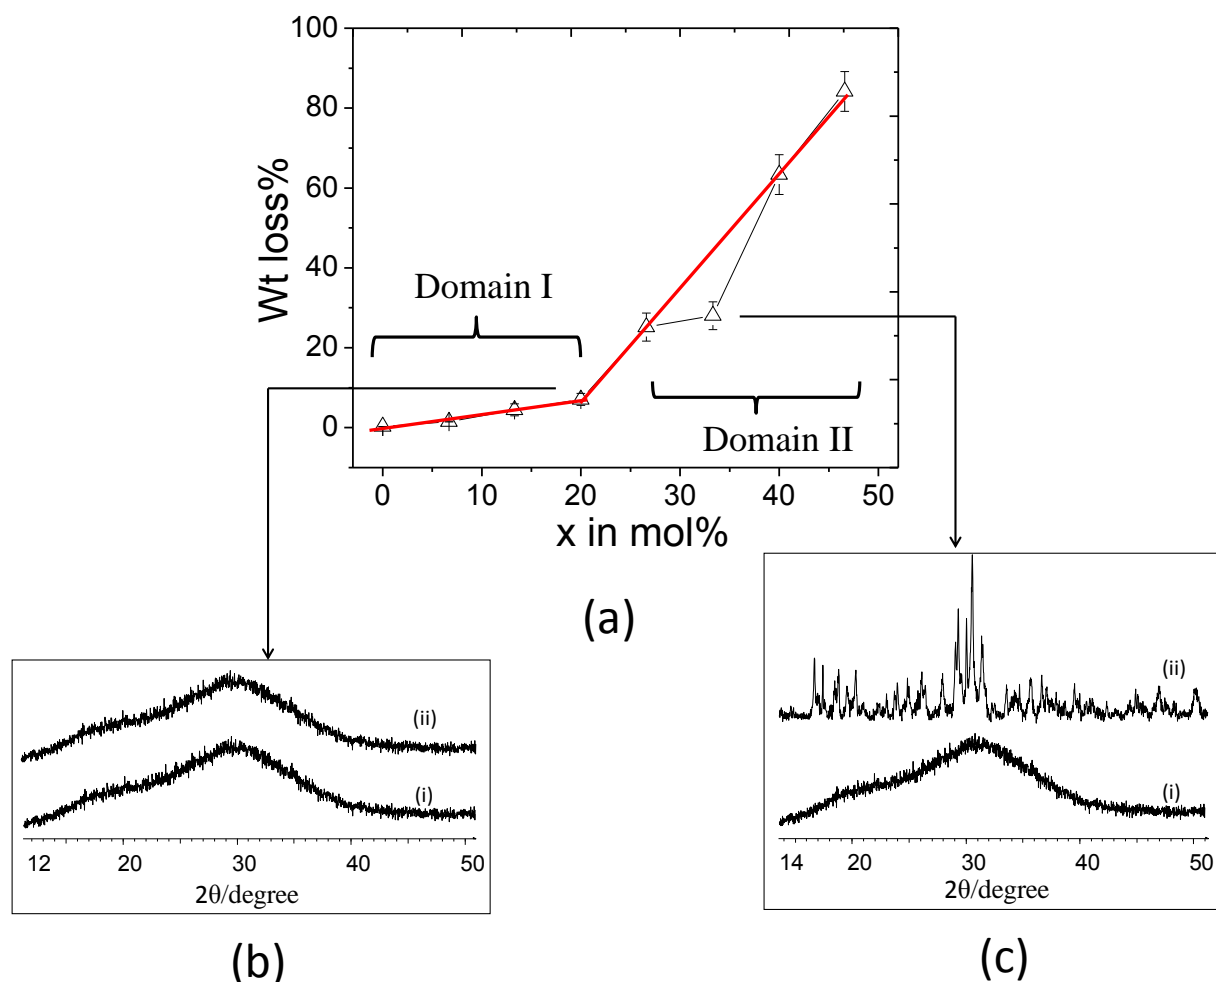 100
80
60
40
20
0
Wt loss%
Domain I
Domain II
0 10 20 30 40 50
x in mol%
(a)
(ii)
(i)
12 20 30 40 50
2θ/degree
(b)
(ii)
(i)
14 20 30 40 50
2θ/degree
(c)